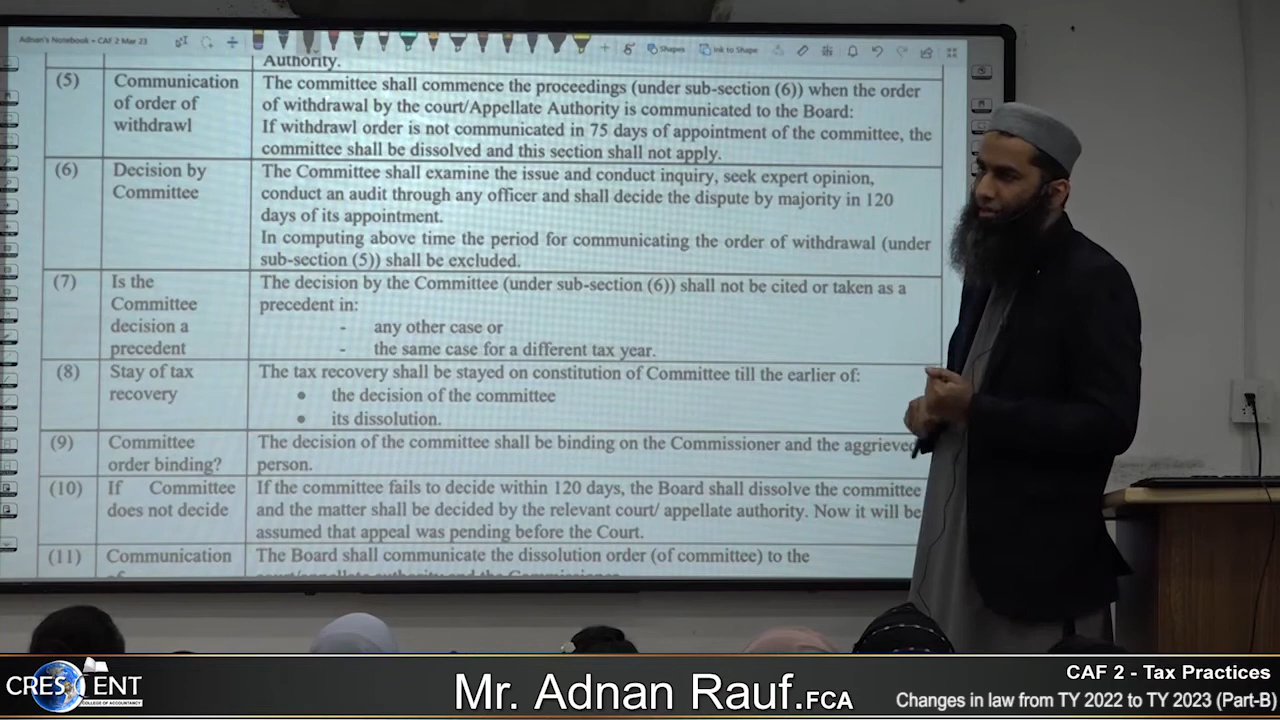 Adnan's Notebook - CAF 2 Mar 23
Shapes
Ink to Shape
Authority.
(5) Communication of order of withdrawl
The committee shall commence the proceedings (under sub-section (6)) when the order
of withdrawal by the court/Appellate Authority is communicated to the Board:
If withdrawl order is not communicated in 75 days of appointment of the committee, the
committee shall be dissolved and this section shall not apply.
(6) Decision by Committee
The Committee shall examine the issue and conduct inquiry, seek expert opinion,
conduct an audit through any officer and shall decide the dispute by majority in 120
days of its appointment.
In computing above time the period for communicating the order of withdrawal (under
sub-section (5)) shall be excluded.
(7) Is the Committee decision a precedent
The decision by the Committee (under sub-section (6)) shall not be cited or taken as a
precedent in:
- any other case or
- the same case for a different tax year.
(8) Stay of tax recovery
The tax recovery shall be stayed on constitution of Committee till the earlier of:
• the decision of the committee
• its dissolution.
(9) Committee order binding?
The decision of the committee shall be binding on the Commissioner and the aggrieved
person.
(10) If Committee does not decide
If the committee fails to decide within 120 days, the Board shall dissolve the committee
and the matter shall be decided by the relevant court/ appellate authority. Now it will be
assumed that appeal was pending before the Court.
(11) Communication
The Board shall communicate the dissolution order (of committee) to the
CRESCENT
COLLEGE OF ACCOUNTANCY
Mr. Adnan Rauf.FCA
CAF 2 - Tax Practices
Changes in law from TY 2022 to TY 2023 (Part-B)